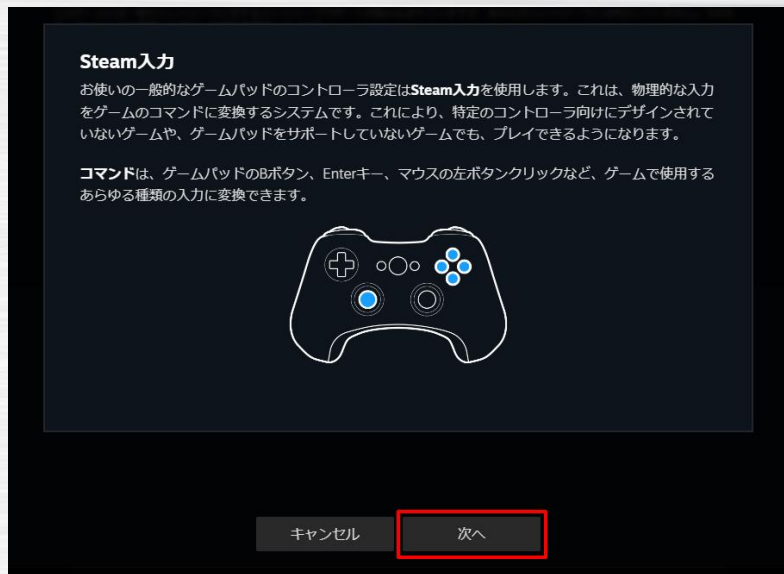 Steam入力
お使いの一般的なゲームパッドのコントローラ設定はSteam入力を使用します。これは、物理的な入力
をゲームのコマンドに変換するシステムです。これにより、特定のコントローラ向けにデザインされて
いないゲームや、ゲームパッドをサポートしていないゲームでも、プレイできるようになります。
コマンドは、ゲームパッドのBボタン、Enterキー、マウスの左ボタンクリックなど、ゲームで使用する
あらゆる種類の入力に変換できます。
キャンセル
次へ